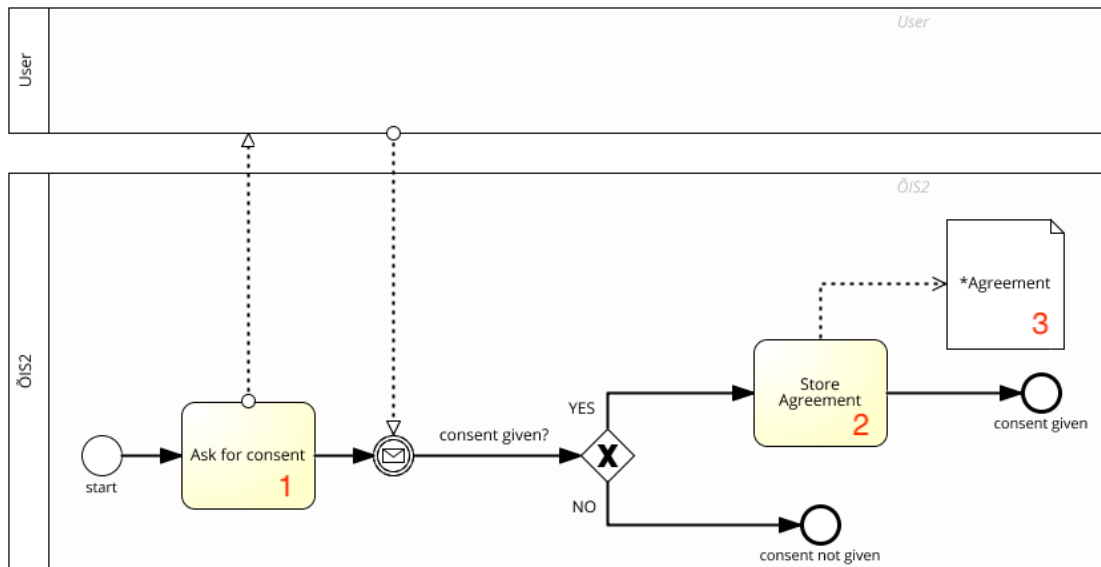 User
User
ÕIS2
ÕIS2
*Agreement
3
Store
Agreement
2
YES
consent given?
consent given
Ask for consent
1
start
X
NO
consent not given